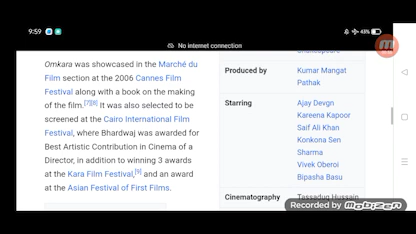 9:59
43%
No internet connection
Omkara was showcased in the Marché du
Film section at the 2006 Cannes Film
Festival along with a book on the making
of the film.[7][8] It was also selected to be
screened at the Cairo International Film
Festival, where Bhardwaj was awarded for
Best Artistic Contribution in Cinema of a
Director, in addition to winning 3 awards
at the Kara Film Festival,[9] and an award
at the Asian Festival of First Films.
Shakespeare
Produced by Kumar Mangat
Pathak
Starring Ajay Devgn
Kareena Kapoor
Saif Ali Khan
Konkona Sen
Sharma
Vivek Oberoi
Bipasha Basu
Cinematography Tassaduq Hussain
Recorded by mobizen